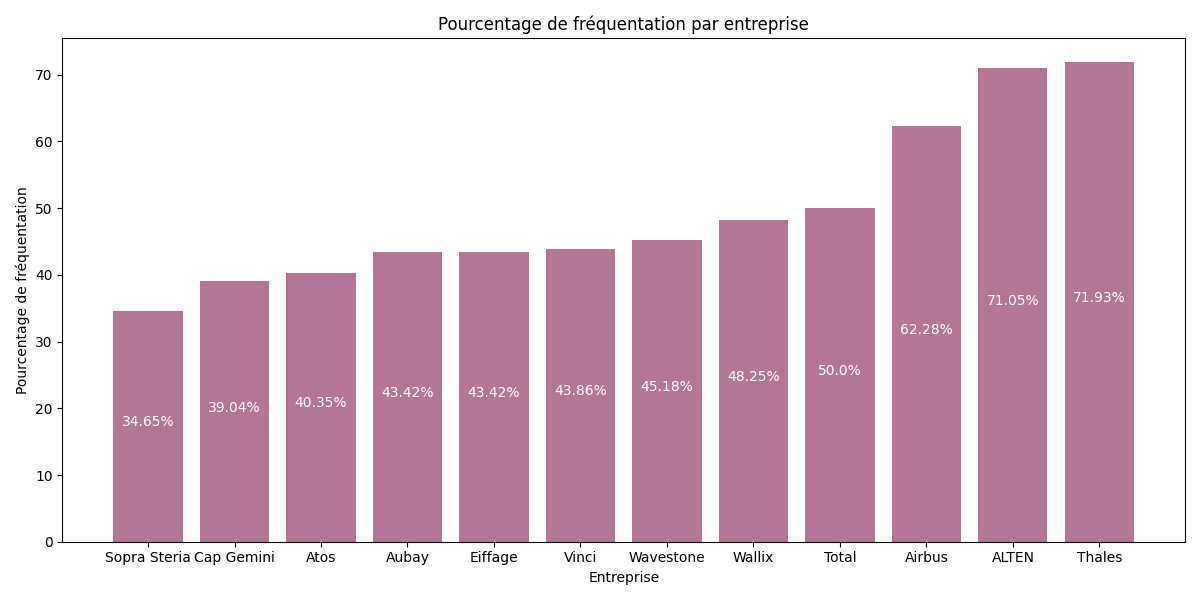 Pourcentage de fréquentation par entreprise
Pourcentage de fréquentation
70
60
50
40
30
20
10
0
34.65%
39.04%
40.35%
43.42%
43.42%
43.86%
45.18%
48.25%
50.0%
62.28%
71.05%
71.93%
Sopra Steria
Cap Gemini
Atos
Aubay
Eiffage
Vinci
Wavestone
Wallix
Total
Airbus
ALTEN
Thales
Entreprise